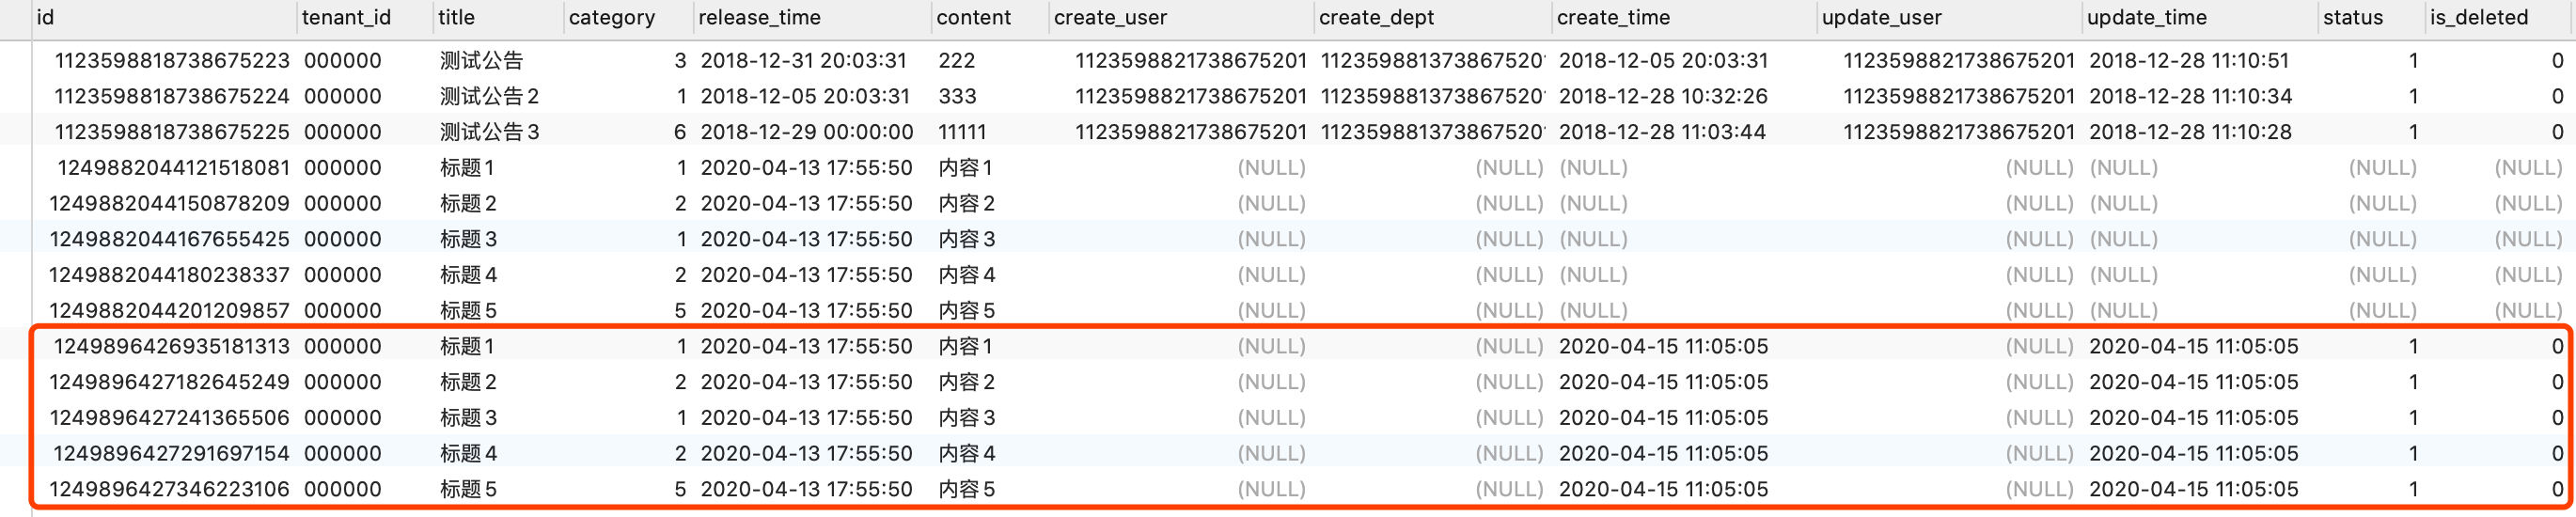 id tenant_id title category release_time content create_user create_dept create_time update_user update_time status is_deleted
1123598818738675223 000000 测试公告 3 2018-12-31 20:03:31 222 1123598821738675201 112359881373867520 2018-12-05 20:03:31 1123598821738675201 2018-12-28 11:10:51 1 0
1123598818738675224 000000 测试公告2 1 2018-12-05 20:03:31 333 1123598821738675201 112359881373867520 2018-12-28 10:32:26 1123598821738675201 2018-12-28 11:10:34 1 0
1123598818738675225 000000 测试公告3 6 2018-12-29 00:00:00 11111 1123598821738675201 112359881373867520 2018-12-28 11:03:44 1123598821738675201 2018-12-28 11:10:28 1 0
1249882044121518081 000000 标题1 1 2020-04-13 17:55:50 内容1 (NULL) (NULL) (NULL) (NULL) (NULL) (NULL) (NULL)
1249882044150878209 000000 标题2 2 2020-04-13 17:55:50 内容2 (NULL) (NULL) (NULL) (NULL) (NULL) (NULL) (NULL)
1249882044167655425 000000 标题3 1 2020-04-13 17:55:50 内容3 (NULL) (NULL) (NULL) (NULL) (NULL) (NULL) (NULL)
1249882044180238337 000000 标题4 2 2020-04-13 17:55:50 内容4 (NULL) (NULL) (NULL) (NULL) (NULL) (NULL) (NULL)
1249882044201209857 000000 标题5 5 2020-04-13 17:55:50 内容5 (NULL) (NULL) (NULL) (NULL) (NULL) (NULL) (NULL)
1249896426935181313 000000 标题1 1 2020-04-13 17:55:50 内容1 (NULL) (NULL) 2020-04-15 11:05:05 (NULL) 2020-04-15 11:05:05 1 0
1249896427182645249 000000 标题2 2 2020-04-13 17:55:50 内容2 (NULL) (NULL) 2020-04-15 11:05:05 (NULL) 2020-04-15 11:05:05 1 0
1249896427241365506 000000 标题3 1 2020-04-13 17:55:50 内容3 (NULL) (NULL) 2020-04-15 11:05:05 (NULL) 2020-04-15 11:05:05 1 0
1249896427291697154 000000 标题4 2 2020-04-13 17:55:50 内容4 (NULL) (NULL) 2020-04-15 11:05:05 (NULL) 2020-04-15 11:05:05 1 0
1249896427346223106 000000 标题5 5 2020-04-13 17:55:50 内容5 (NULL) (NULL) 2020-04-15 11:05:05 (NULL) 2020-04-15 11:05:05 1 0